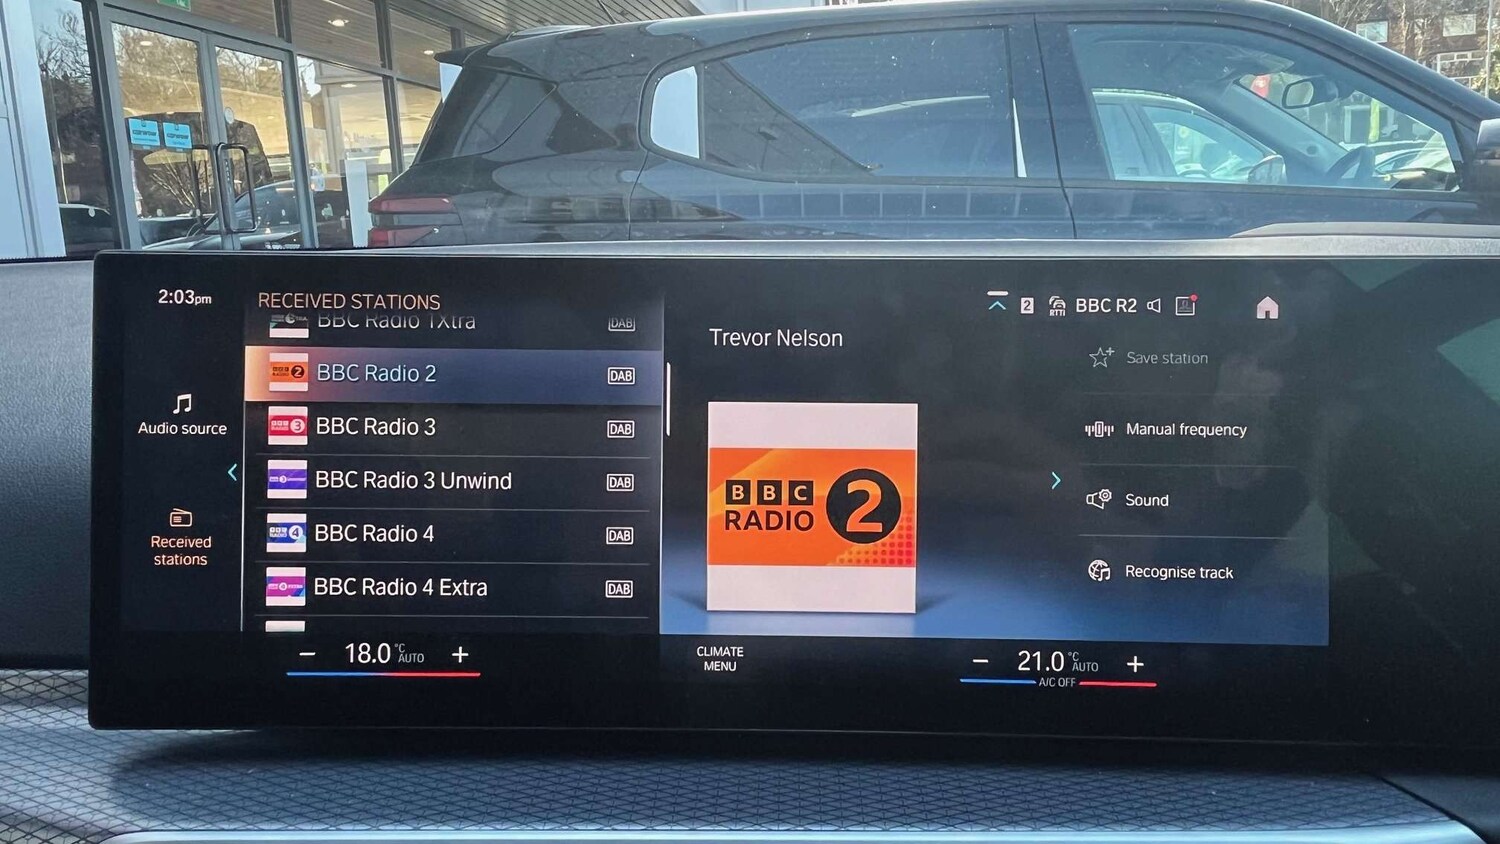 2:03pm
RECEIVED STATIONS
2
RTTI
BBC R2
BBC Radio 1Xtra
DAB
BBC Radio 2
DAB
BBC Radio 3
DAB
BBC Radio 3 Unwind
DAB
BBC Radio 4
DAB
BBC Radio 4 Extra
DAB
Audio source
Received
stations
Trevor Nelson
BBC
RADIO 2
Save station
Manual frequency
Sound
Recognise track
− 18.0 °C AUTO +
CLIMATE
MENU
− 21.0 °C AUTO +
A/C OFF